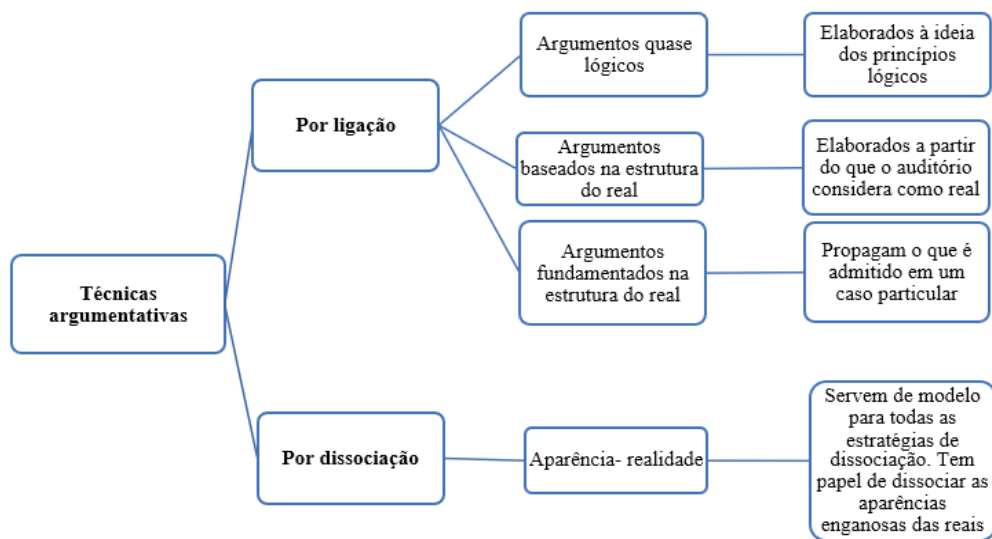 Técnicas
argumentativas
Por ligação
Argumentos quase
lógicos
Elaborados à ideia
dos princípios
lógicos
Argumentos
baseados na estrutura
do real
Elaborados a partir
do que o auditório
considera como real
Argumentos
fundamentados na
estrutura do real
Propagam o que é
admitido em um
caso particular
Por dissociação
Aparência- realidade
Servem de modelo
para todas as
estratégias de
dissociação. Tem
papel de dissociar as
aparências
enganosas das reais